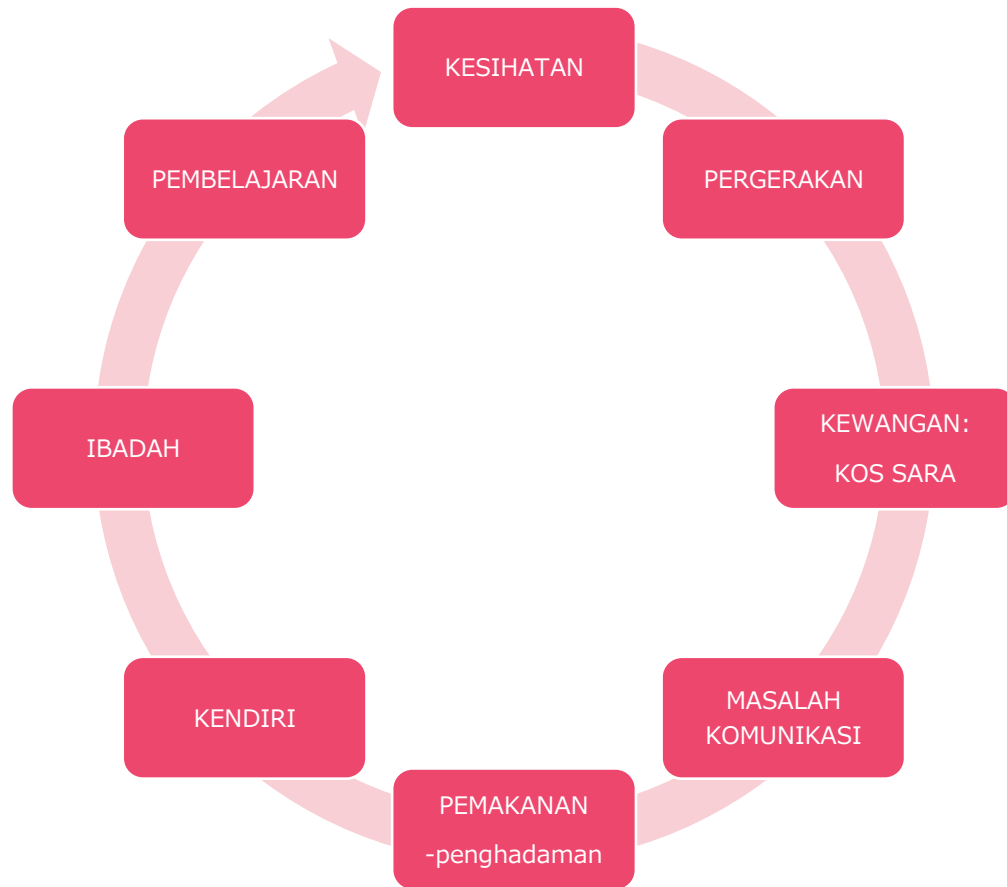 KESIHATAN
PERGERAKAN
KEWANGAN:
KOS SARA
MASALAH
KOMUNIKASI
PEMAKANAN
-penghadaman
KENDIRI
IBADAH
PEMBELAJARAN